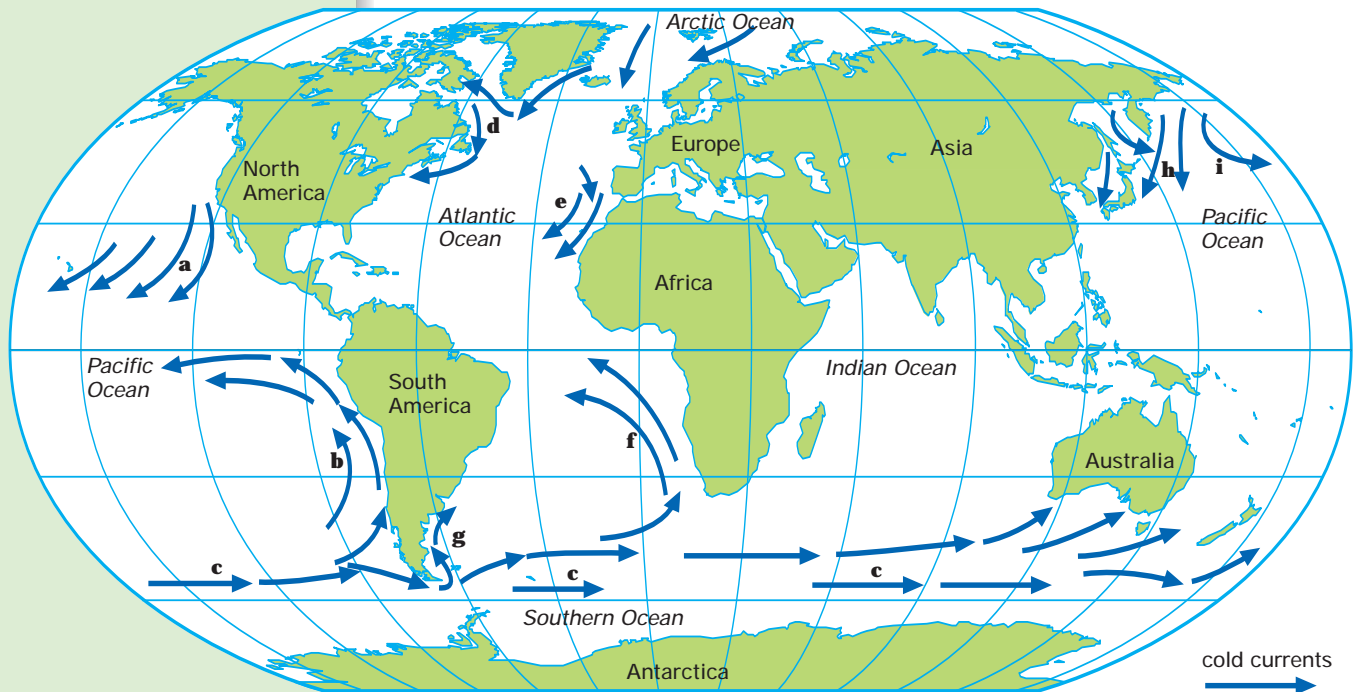 Arctic Ocean
d
Europe
Asia
North
America
h
i
e
Atlantic
Ocean
Pacific
Ocean
a
Africa
Pacific
Ocean
South
America
Indian Ocean
f
b
Australia
g
c
c
c
Southern Ocean
Antarctica
cold currents